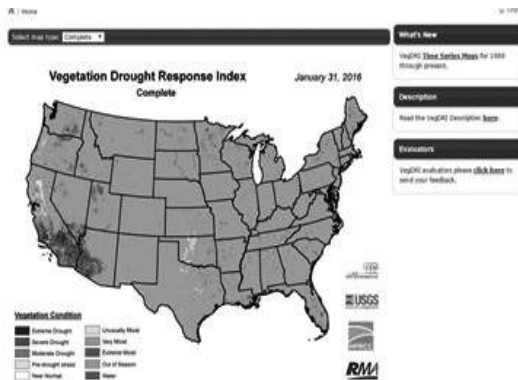 Home
Select map type: Complete
Vegetation Drought Response Index
January 31, 2016
Complete
Vegetation Condition
Extreme Drought
Severe Drought
Moderate Drought
Pre-drought stress
Near Normal
Unusually Moist
Very Moist
Extreme Moist
Out of Season
Water
USGS
RMA
What's New
VegDRI Time Series Maps for 1989
through present.
Description
Read the VegDRI Description here.
Evaluators
VegDRI evaluators please click here to
send your feedback.